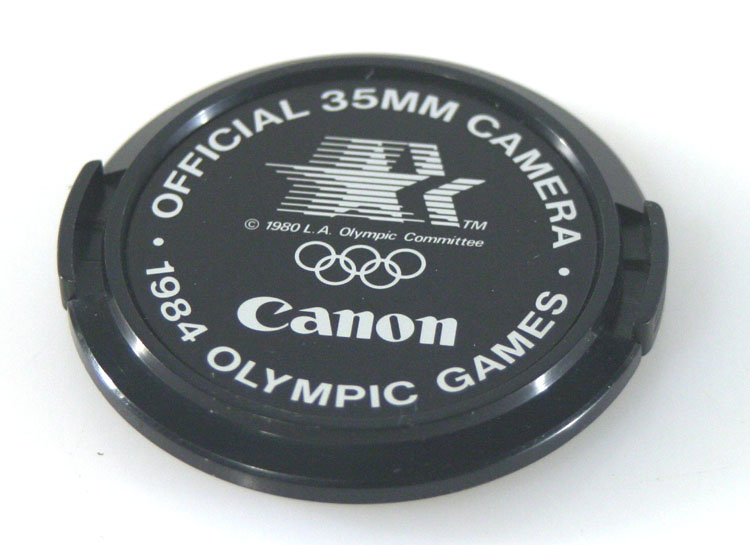 • OFFICIAL 35MM CAMERA •
TM
© 1980 L.A. Olympic Committee
Canon
1984 OLYMPIC GAMES